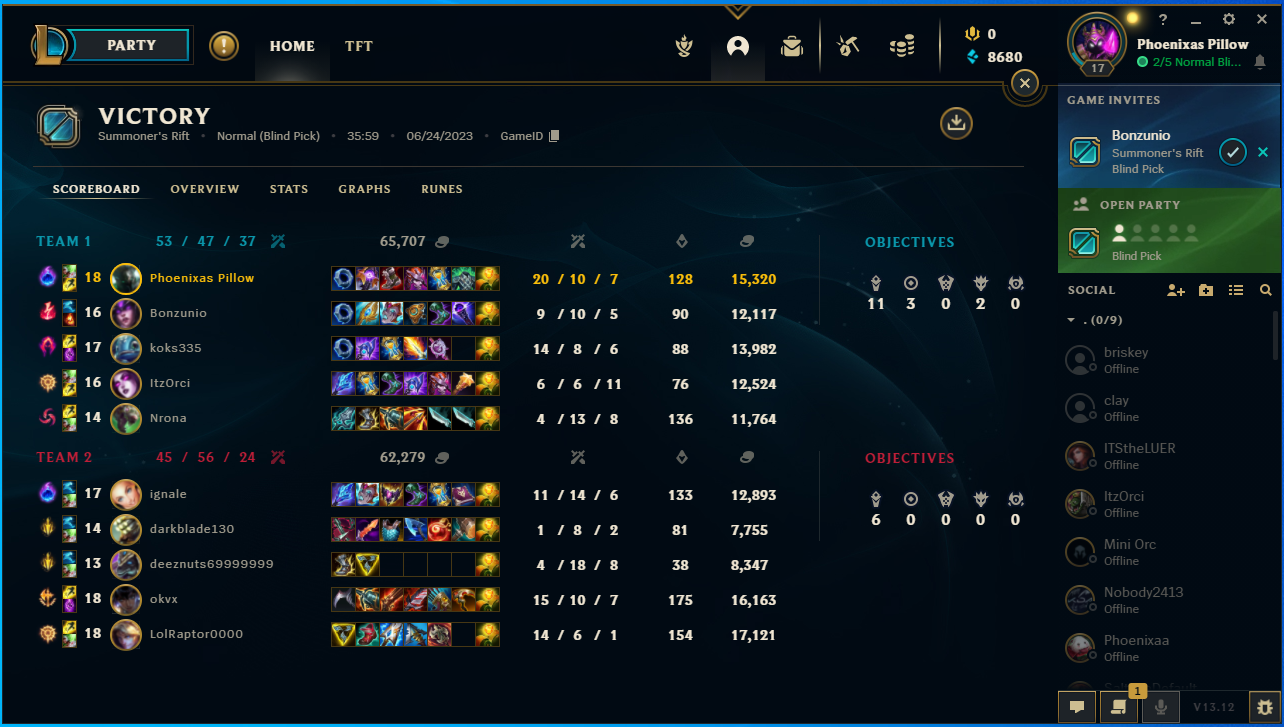 PARTY
HOME
TFT
0
8680
?
17
Phoenixas Pillow
2/5 Normal Bli...
VICTORY
Summoner's Rift • Normal (Blind Pick) • 35:59 • 06/24/2023 • GameID
SCOREBOARD OVERVIEW STATS GRAPHS RUNES
TEAM 1 53 / 47 / 37 65,707
18 Phoenixas Pillow 20 / 10 / 7 128 15,320
16 Bonzunio 9 / 10 / 5 90 12,117
17 koks335 14 / 8 / 6 88 13,982
16 ItzOrci 6 / 6 / 11 76 12,524
14 Nrona 4 / 13 / 8 136 11,764
OBJECTIVES
11 3 0 2 0
TEAM 2 45 / 56 / 24 62,279
17 ignale 11 / 14 / 6 133 12,893
14 darkblade130 1 / 8 / 2 81 7,755
13 deeznuts69999999 4 / 18 / 8 38 8,347
18 okvx 15 / 10 / 7 175 16,163
18 LolRaptor0000 14 / 6 / 1 154 17,121
OBJECTIVES
6 0 0 0 0
GAME INVITES
Bonzunio
Summoner's Rift
Blind Pick
OPEN PARTY
Blind Pick
SOCIAL
. (0/9)
briskey
Offline
clay
Offline
ITStheLUER
Offline
ItzOrci
Offline
Mini Orc
Offline
Nobody2413
Offline
Phoenixaa
Offline
1
V13.12